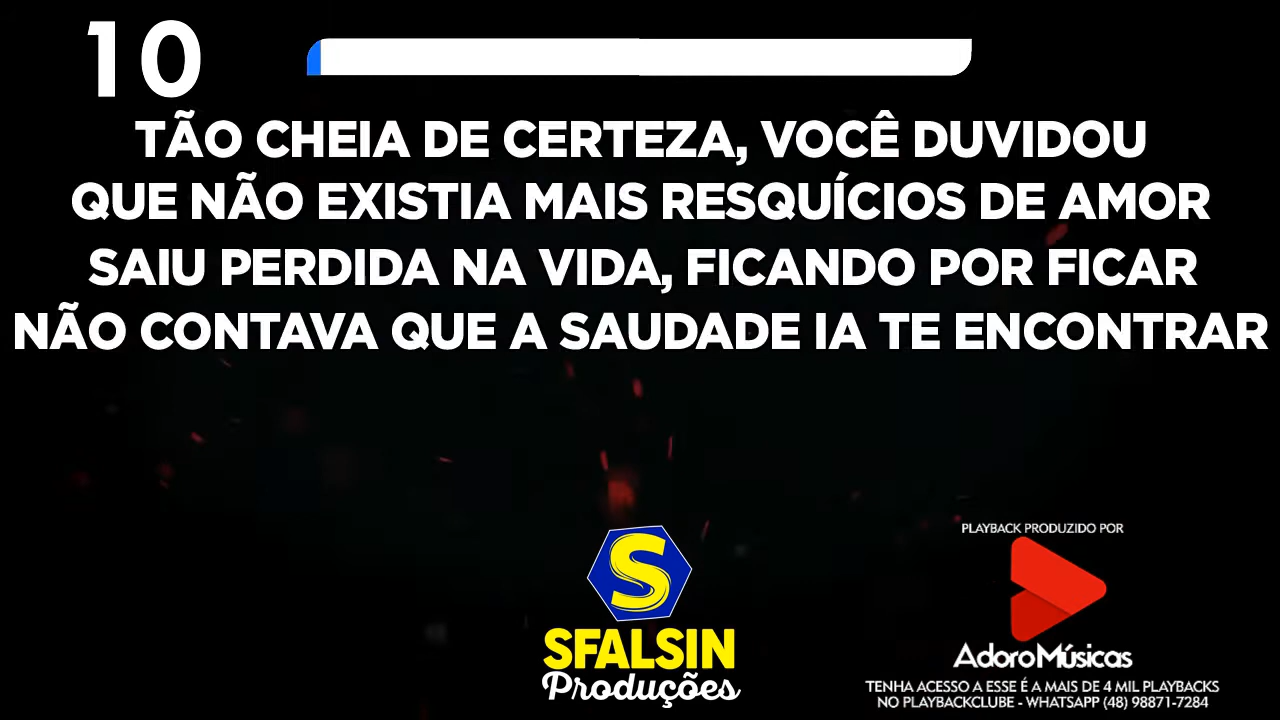 10
TÃO CHEIA DE CERTEZA, VOCÊ DUVIDOU
QUE NÃO EXISTIA MAIS RESQUÍCIOS DE AMOR
SAIU PERDIDA NA VIDA, FICANDO POR FICAR
NÃO CONTAVA QUE A SAUDADE IA TE ENCONTRAR
S
SFALSIN
Produções
PLAYBACK PRODUZIDO POR
AdoroMúsicas
TENHA ACESSO A ESSE É A MAIS DE 4 MIL PLAYBACKS
NO PLAYBACKCLUBE - WHATSAPP (48) 98871-7284